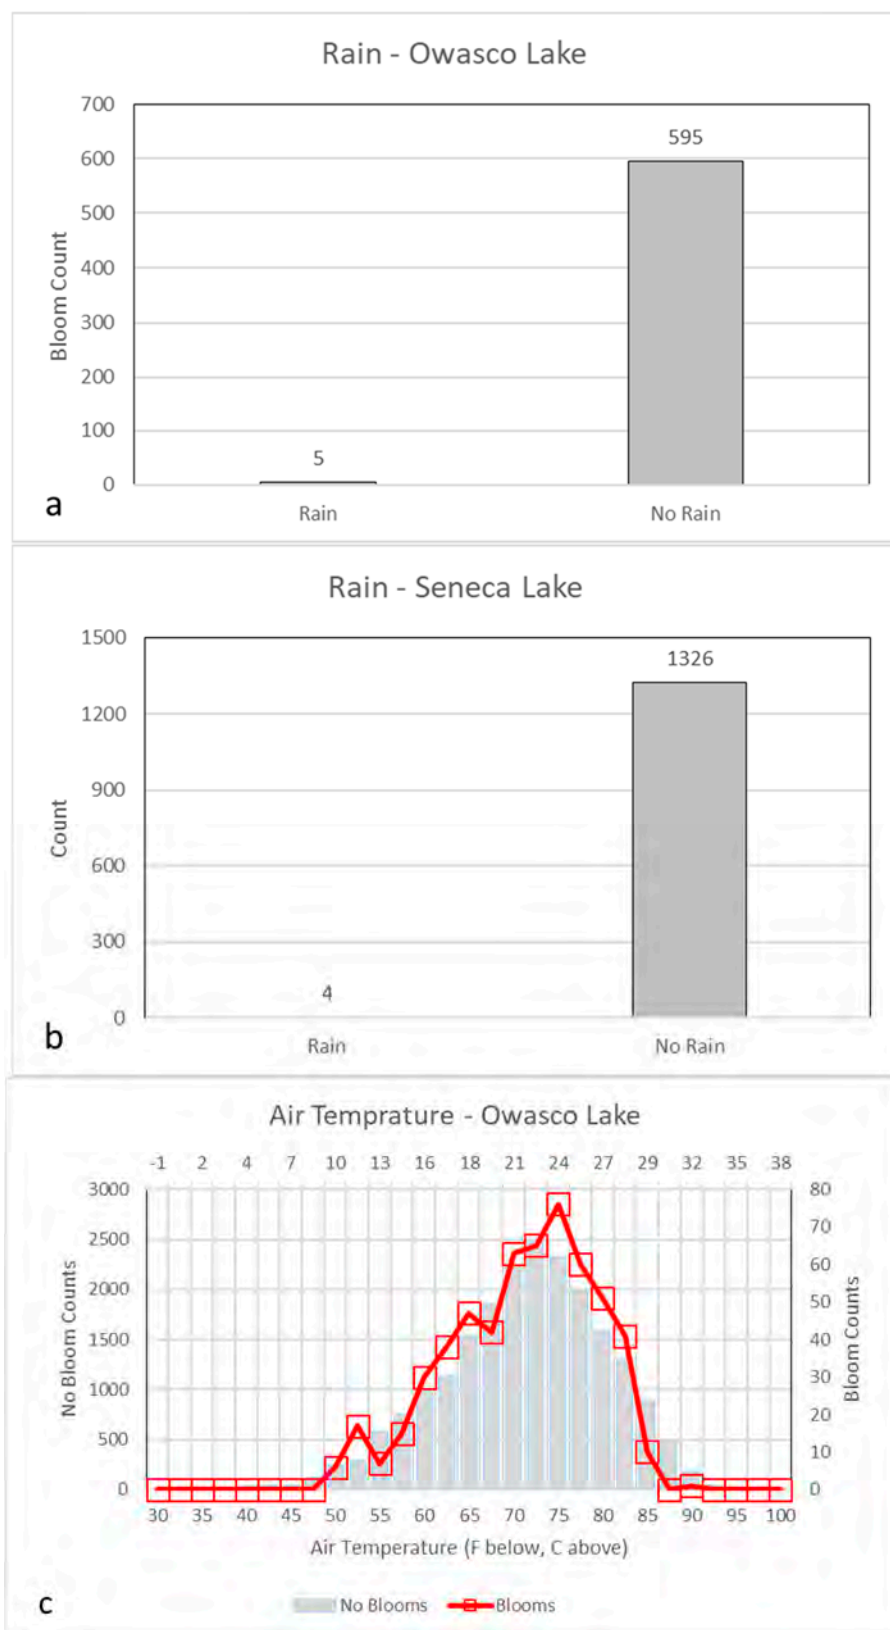 Rain - Owasco Lake
700
600
500
400
300
200
100
0
Bloom Count
5
595
Rain
No Rain
a
Rain - Seneca Lake
1500
1200
900
600
300
0
Count
4
1326
Rain
No Rain
b
Air Temprature - Owasco Lake
-1 2 4 7 10 13 16 18 21 24 27 29 32 35 38
3000
2500
2000
1500
1000
500
0
No Bloom Counts
80
70
60
50
40
30
20
10
0
Bloom Counts
30 35 40 45 50 55 60 65 70 75 80 85 90 95 100
Air Temperature (F below, C above)
No Blooms Blooms
c